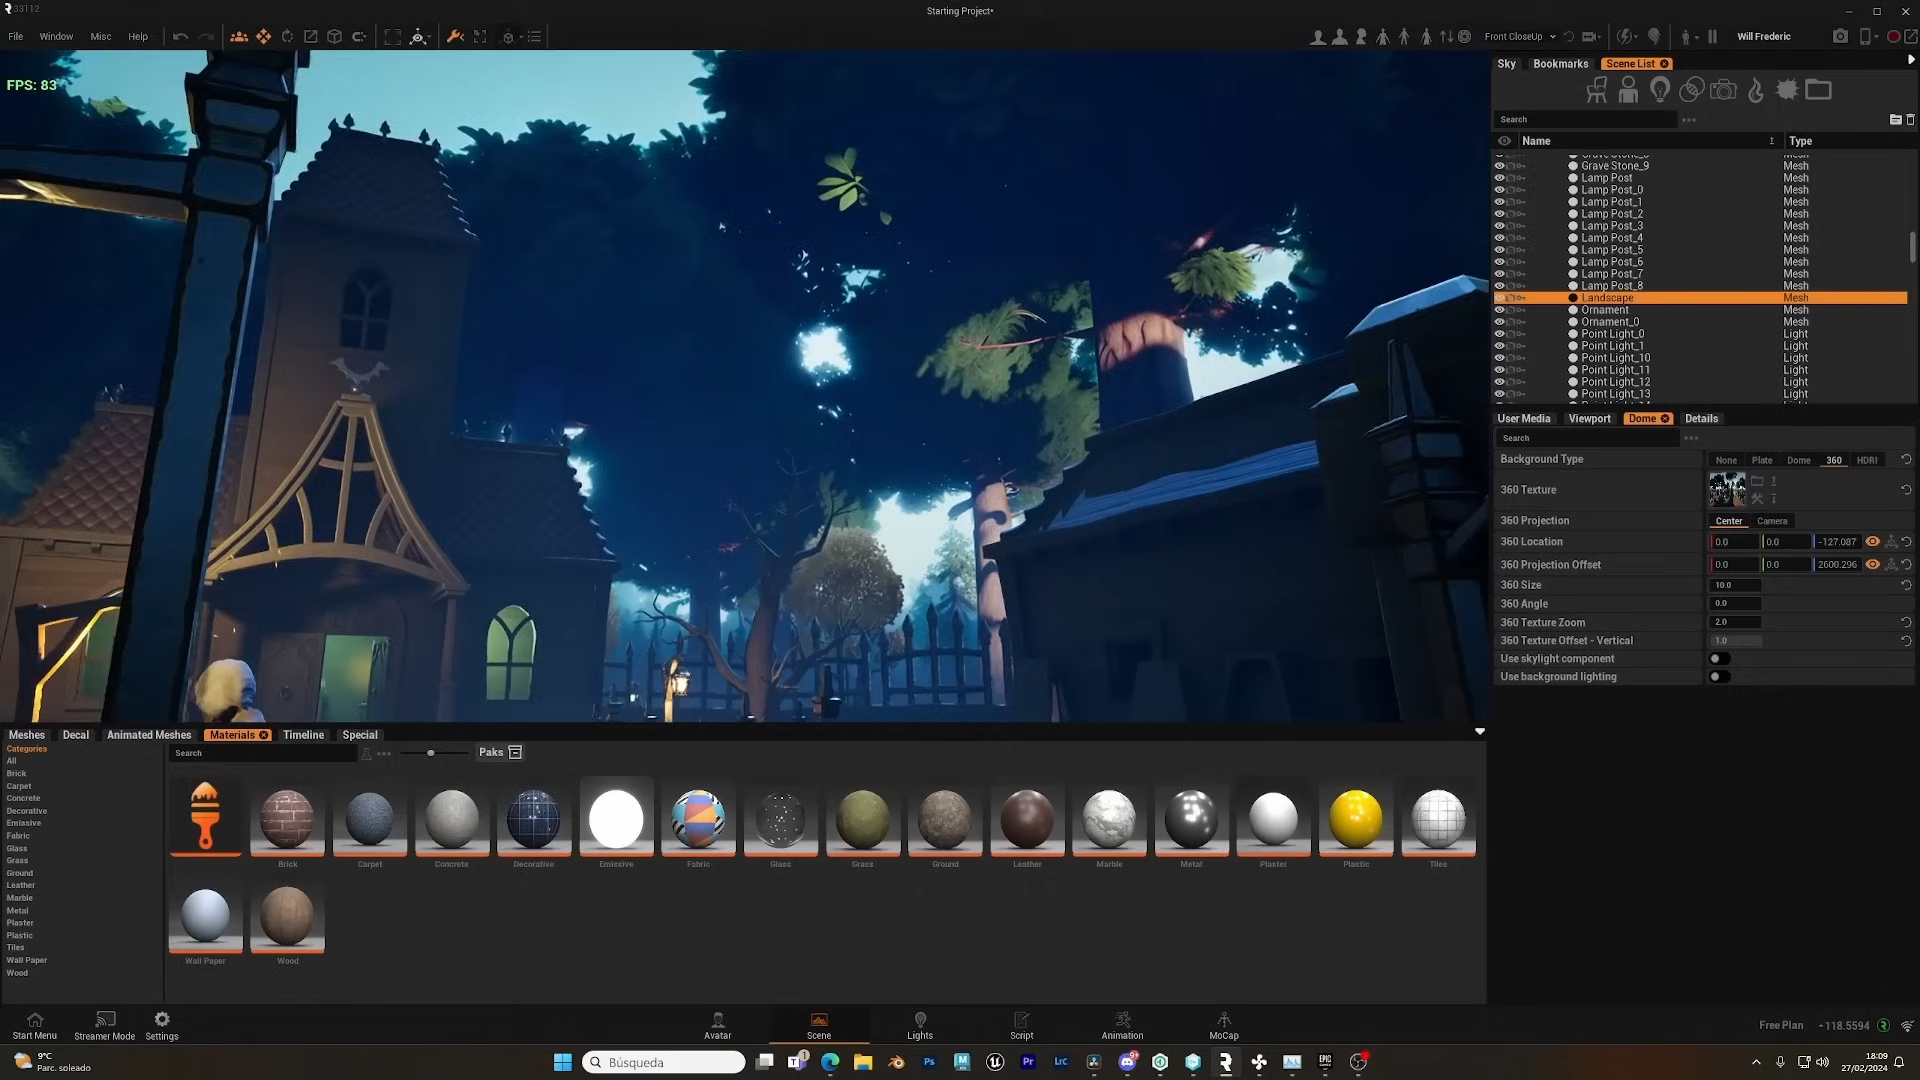 33112
Starting Project*
File Window Misc Help
Front CloseUp
Will Frederic
FPS: 83
Sky Bookmarks Scene List
Search
Name Type
Grave Stone_9 Mesh
Lamp Post Mesh
Lamp Post_0 Mesh
Lamp Post_1 Mesh
Lamp Post_2 Mesh
Lamp Post_3 Mesh
Lamp Post_4 Mesh
Lamp Post_5 Mesh
Lamp Post_6 Mesh
Lamp Post_7 Mesh
Lamp Post_8 Mesh
Landscape Mesh
Ornament Mesh
Ornament_0 Mesh
Point Light_0 Light
Point Light_1 Light
Point Light_10 Light
Point Light_11 Light
Point Light_12 Light
Point Light_13 Light
User Media Viewport Dome Details
Search
Background Type None Plate Dome 360 HDRI
360 Texture
360 Projection Center Camera
360 Location 0.0 0.0 -127.087
360 Projection Offset 0.0 0.0 2600.296
360 Size 10.0
360 Angle 0.0
360 Texture Zoom 2.0
360 Texture Offset - Vertical 1.0
Use skylight component
Use background lighting
Meshes Decal Animated Meshes Materials Timeline Special
Categories
All
Brick
Carpet
Concrete
Decorative
Emissive
Fabric
Glass
Grass
Ground
Leather
Marble
Metal
Plaster
Plastic
Tiles
Wall Paper
Wood
Search
Paks
Brick Carpet Concrete Decorative Emissive Fabric Glass Grass Ground Leather Marble Metal Plaster Plastic Tiles
Wall Paper Wood
Start Menu Streamer Mode Settings
Avatar Scene Lights Script Animation MoCap
Free Plan -118.5594
9°C
Parc. soleado
Búsqueda
18:09
27/02/2024